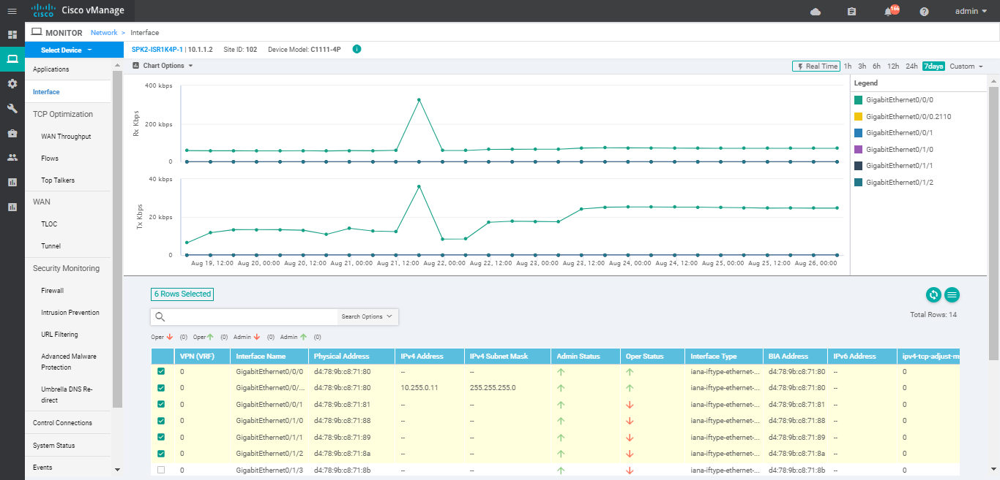 cisco Cisco vManage 166 admin
MONITOR Network > Interface
Select Device SPK2-ISR1K4P-1 | 10.1.1.2 Site ID: 102 Device Model: C1111-4P
Applications
Interface
TCP Optimization
WAN Throughput
Flows
Top Talkers
WAN
TLOC
Tunnel
Security Monitoring
Firewall
Intrusion Prevention
URL Filtering
Advanced Malware
Protection
Umbrella DNS Re-
direct
Control Connections
System Status
Events
Chart Options Real Time 1h 3h 6h 12h 24h 7days Custom
400 kbps
Rx Kbps
200 kbps
0
40 kbps
Tx Kbps
20 kbps
0
Aug 19, 12:00 Aug 20, 00:00 Aug 20, 12:00 Aug 21, 00:00 Aug 21, 12:00 Aug 22, 00:00 Aug 22, 12:00 Aug 23, 00:00 Aug 23, 12:00 Aug 24, 00:00 Aug 24, 12:00 Aug 25, 00:00 Aug 25, 12:00 Aug 26, 00:00
Legend
GigabitEthernet0/0/0
GigabitEthernet0/0/0.2110
GigabitEthernet0/0/1
GigabitEthernet0/1/0
GigabitEthernet0/1/1
GigabitEthernet0/1/2
6 Rows Selected
Search Options
Total Rows: 14
Oper (0) Oper (0) Admin (0) Admin (0)
VPN (VRF) Interface Name Physical Address IPv4 Address IPv4 Subnet Mask Admin Status Oper Status Interface Type BIA Address IPv6 Address ipv4-tcp-adjust-m
0 GigabitEthernet0/0/0 d4:78:9b:c8:71:80 -- -- iana-iftype-ethernet-... d4:78:9b:c8:71:80 -- 0
0 GigabitEthernet0/0/... d4:78:9b:c8:71:80 10.255.0.11 255.255.255.0 iana-iftype-ethernet-... d4:78:9b:c8:71:80 -- 0
0 GigabitEthernet0/0/1 d4:78:9b:c8:71:81 -- -- iana-iftype-ethernet-... d4:78:9b:c8:71:81 -- 0
0 GigabitEthernet0/1/0 d4:78:9b:c8:71:88 -- -- iana-iftype-ethernet-... d4:78:9b:c8:71:88 -- 0
0 GigabitEthernet0/1/1 d4:78:9b:c8:71:89 -- -- iana-iftype-ethernet-... d4:78:9b:c8:71:89 -- 0
0 GigabitEthernet0/1/2 d4:78:9b:c8:71:8a -- -- iana-iftype-ethernet-... d4:78:9b:c8:71:8a -- 0
0 GigabitEthernet0/1/3 d4:78:9b:c8:71:8b -- -- iana-iftype-ethernet-... d4:78:9b:c8:71:8b -- 0